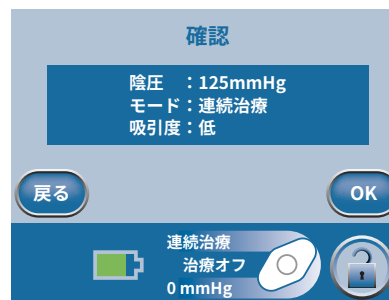 確認
陰圧　：125mmHg
モード：連続治療
吸引度：低
戻る
OK
連続治療
治療オフ
0 mmHg